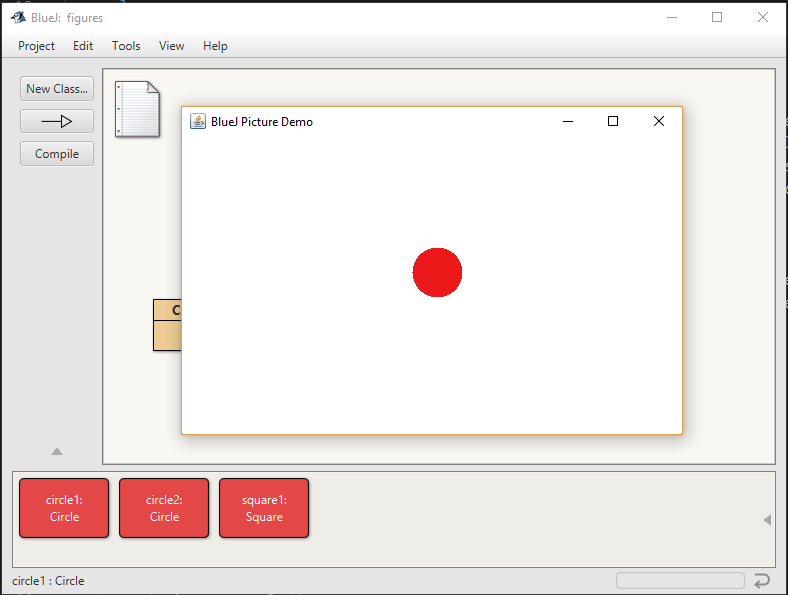 BlueJ: figures
Project Edit Tools View Help
New Class...
Compile
BlueJ Picture Demo
C
circle1:
Circle
circle2:
Circle
square1:
Square
circle1 : Circle